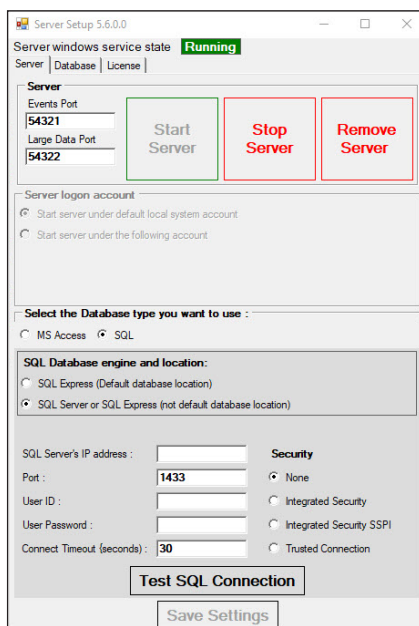 Server Setup 5.6.0.0
Server windows service state Running
Server Database License
Server
Events Port
54321
Large Data Port
54322
Start Server
Stop Server
Remove Server
Server logon account
Start server under default local system account
Start server under the following account
Select the Database type you want to use :
MS Access SQL
SQL Database engine and location:
SQL Express (Default database location)
SQL Server or SQL Express (not default database location)
SQL Server's IP address :
Port : 1433
User ID :
User Password :
Connect Timeout (seconds) : 30
Security
None
Integrated Security
Integrated Security SSPI
Trusted Connection
Test SQL Connection
Save Settings